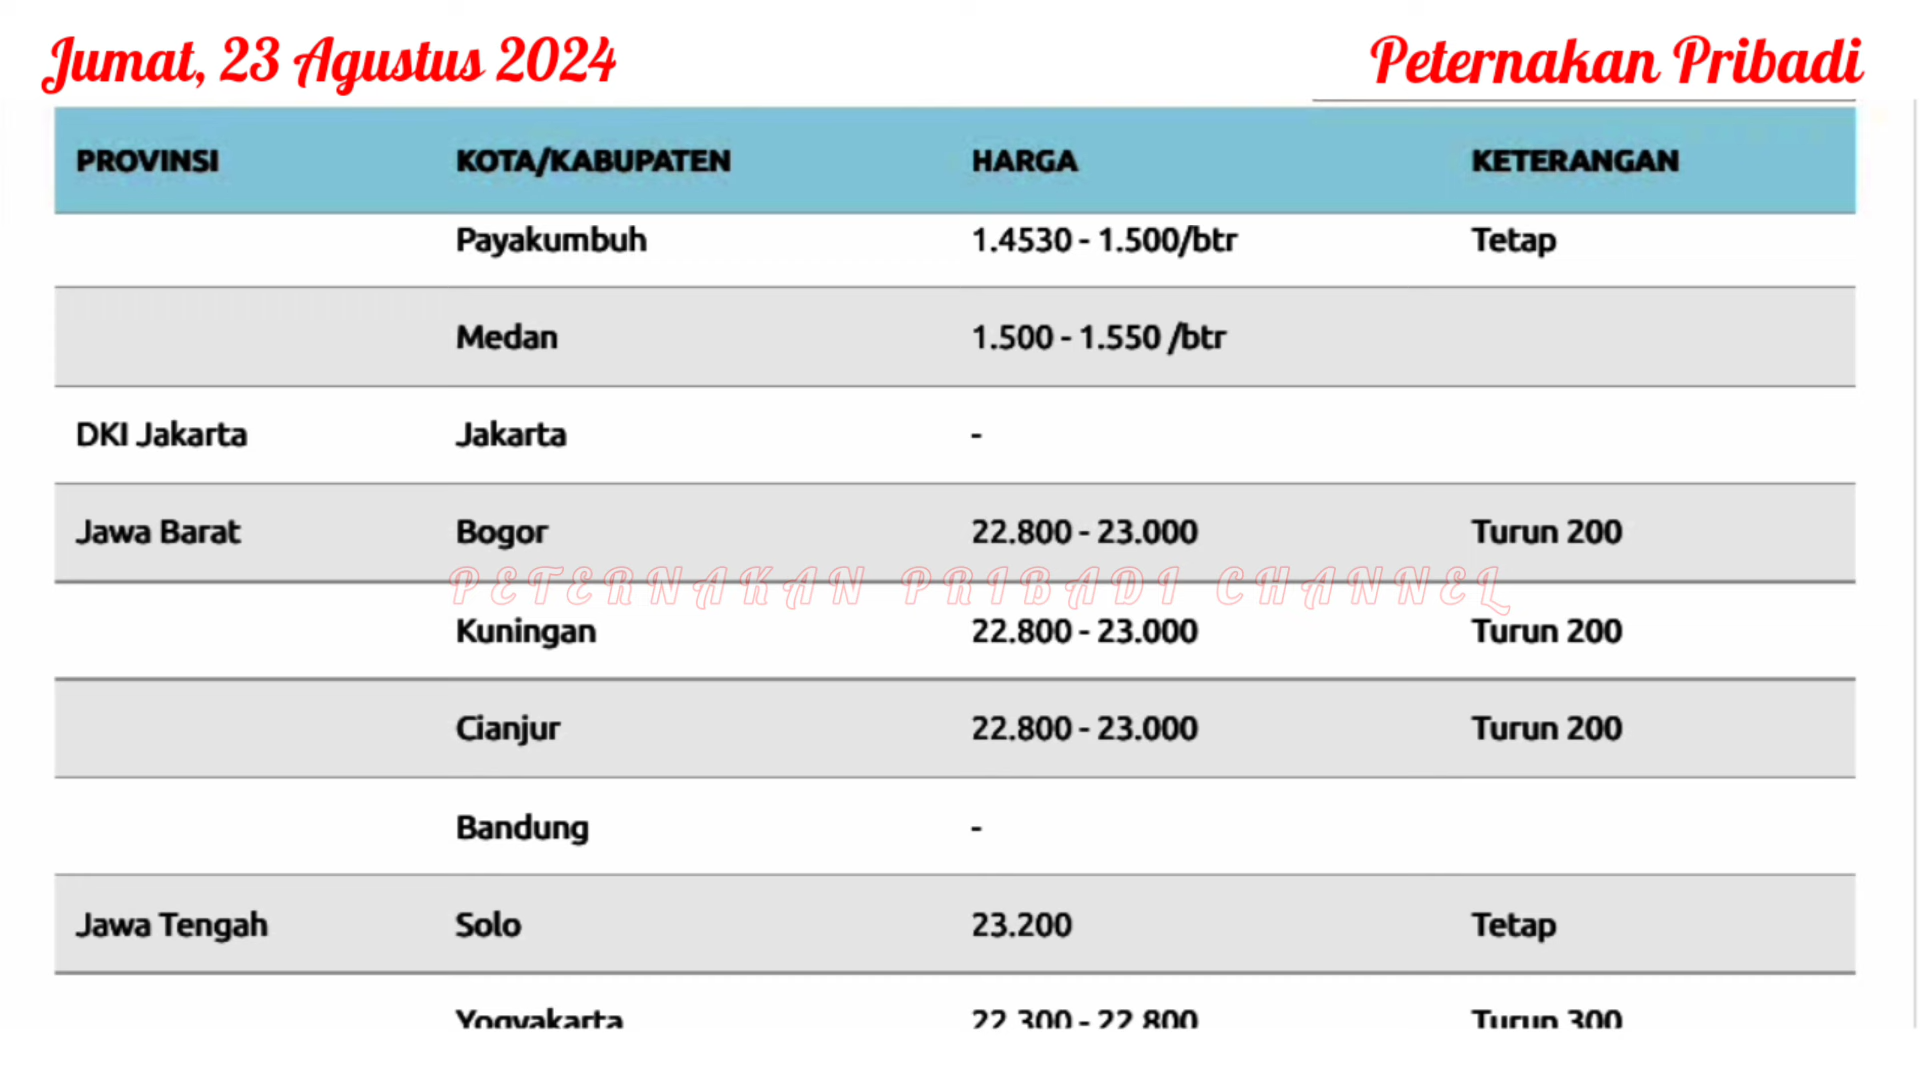 Jumat, 23 Agustus 2024 Peternakan Pribadi
PROVINSI KOTA/KABUPATEN HARGA KETERANGAN
Payakumbuh 1.4530 - 1.500/btr Tetap
Medan 1.500 - 1.550 /btr
DKI Jakarta Jakarta -
Jawa Barat Bogor 22.800 - 23.000 Turun 200
PETERNAKAN PRIBADI CHANNEL
Kuningan 22.800 - 23.000 Turun 200
Cianjur 22.800 - 23.000 Turun 200
Bandung -
Jawa Tengah Solo 23.200 Tetap
Yogyakarta 22.300 - 22.800 Turun 300